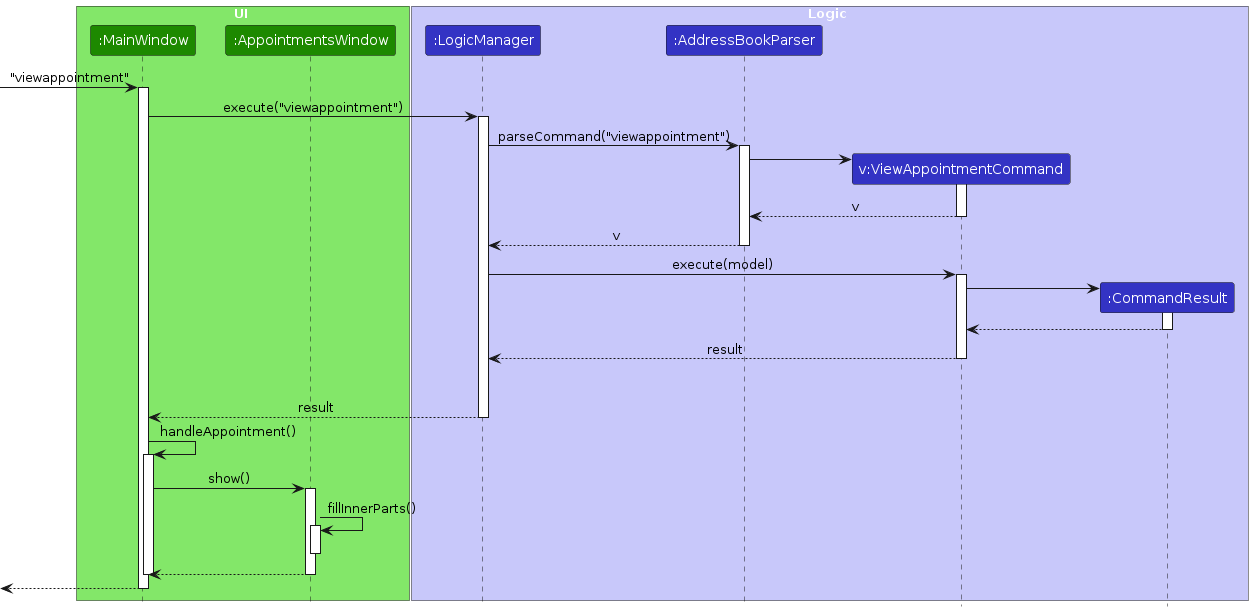 UI
Logic
:MainWindow
:AppointmentsWindow
:LogicManager
:AddressBookParser
"viewappointment"
execute("viewappointment")
parseCommand("viewappointment")
v:ViewAppointmentCommand
v
v
execute(model)
:CommandResult
result
result
handleAppointment()
show()
fillInnerParts()